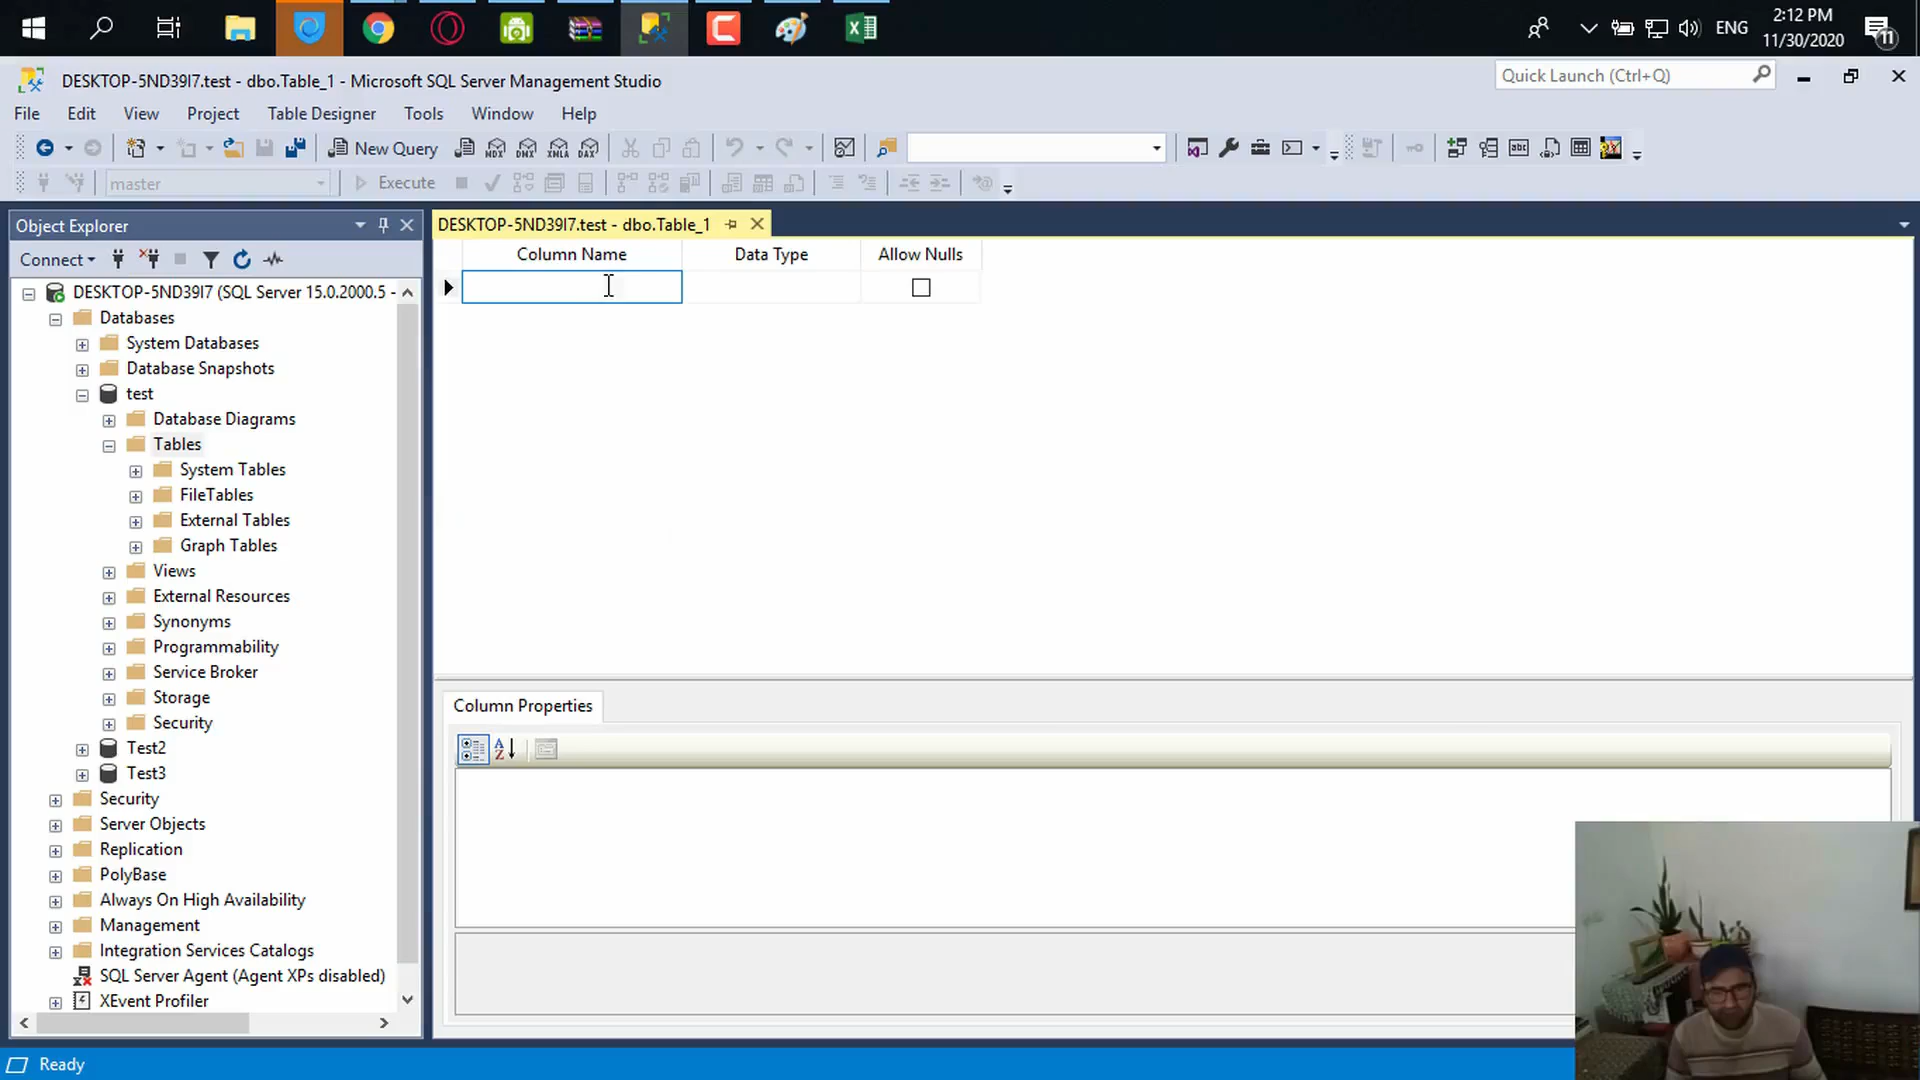 2:12 PM
ENG
11/30/2020
11
DESKTOP-5ND39I7.test - dbo.Table_1 - Microsoft SQL Server Management Studio
Quick Launch (Ctrl+Q)
File Edit View Project Table Designer Tools Window Help
New Query
MDX DMX XMLA DAX
master
Execute
Object Explorer
DESKTOP-5ND39I7.test - dbo.Table_1
Connect
Column Name Data Type Allow Nulls
DESKTOP-5ND39I7 (SQL Server 15.0.2000.5 -
Databases
System Databases
Database Snapshots
test
Database Diagrams
Tables
System Tables
FileTables
External Tables
Graph Tables
Views
External Resources
Synonyms
Programmability
Service Broker
Storage
Security
Test2
Test3
Security
Server Objects
Replication
PolyBase
Always On High Availability
Management
Integration Services Catalogs
SQL Server Agent (Agent XPs disabled)
XEvent Profiler
Column Properties
Ready